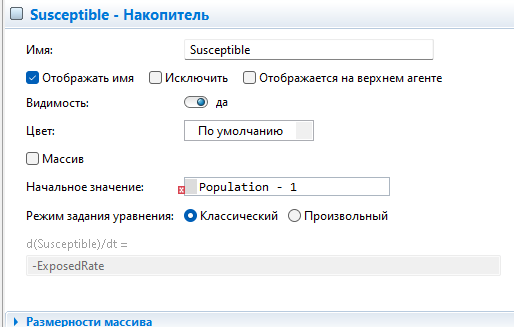 Susceptible - Накопитель
Имя: Susceptible
Отображать имя Исключить Отображается на верхнем агенте
Видимость: да
Цвет: По умолчанию
Массив
Начальное значение: Population - 1
Режим задания уравнения: Классический Произвольный
d(Susceptible)/dt =
-ExposedRate
Размерности массива